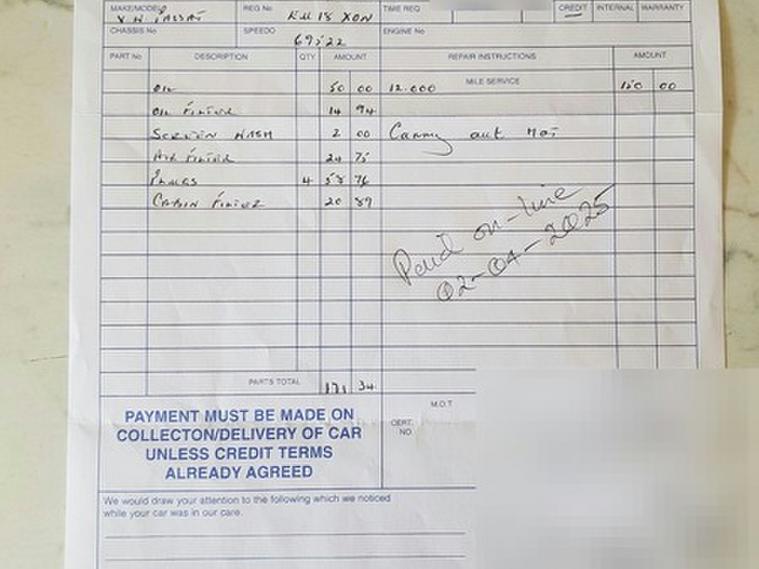 MAKE/MODEL V.W PASSAT REG No KU 18 XON TIME REQ CREDIT INTERNAL WARRANTY
CHASSIS No SPEEDO 69522 ENGINE No
PART No DESCRIPTION QTY AMOUNT REPAIR INSTRUCTIONS AMOUNT
OIL 50 00 12.000 MILE SERVICE 150 00
OIL FILTER 14 94
SCREEN WASH 2 00 Carry out MOT
AIR FILTER 24 75
PLUGS 4 58 76
CABIN FILTER 20 89
Paid on-line
02-04-2025
PARTS TOTAL 171 34
M.O.T
CERT. NO.
PAYMENT MUST BE MADE ON
COLLECTON/DELIVERY OF CAR
UNLESS CREDIT TERMS
ALREADY AGREED
We would draw your attention to the following which we noticed
while your car was in our care.